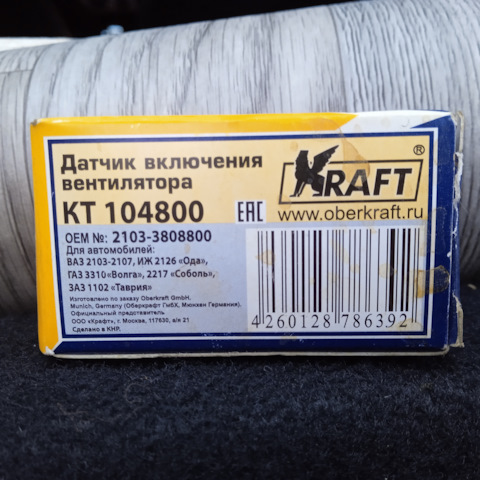 Датчик включения
вентилятора
КТ 104800
KRAFT®
EAC
www.oberkraft.ru
OEM №: 2103-3808800
Для автомобилей:
ВАЗ 2103-2107, ИЖ 2126 «Ода»,
ГАЗ 3310«Волга», 2217 «Соболь»,
ЗАЗ 1102 «Таврия»
Изготовлено по заказу Oberkraft GmbH.
Munich, Germany (Оберкрафт ГмбХ, Мюнхен Германия).
Официальный представитель
ООО «Крафт», г. Москва, 117630, а/я 21
Сделано в КНР.
4 260128 786392